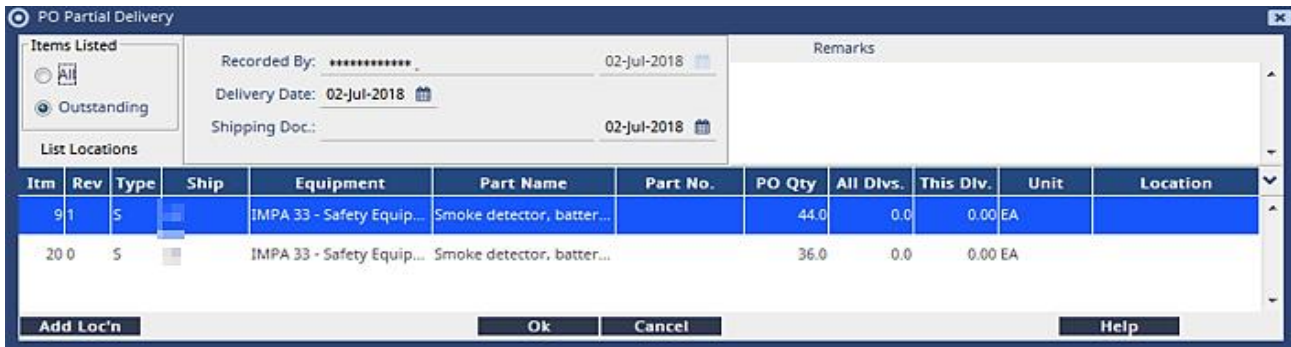 PO Partial Delivery
Items Listed
All
Outstanding
List Locations
Recorded By: ************ 02-Jul-2018
Delivery Date: 02-Jul-2018
Shipping Doc.: 02-Jul-2018
Remarks
Itm Rev Type Ship Equipment Part Name Part No. PO Qty All Dlvs. This Dlv. Unit Location
9 1 S IMPA 33 - Safety Equip... Smoke detector, batter... 44.0 0.0 0.00 EA
20 0 S IMPA 33 - Safety Equip... Smoke detector, batter... 36.0 0.0 0.00 EA
Add Loc'n Ok Cancel Help